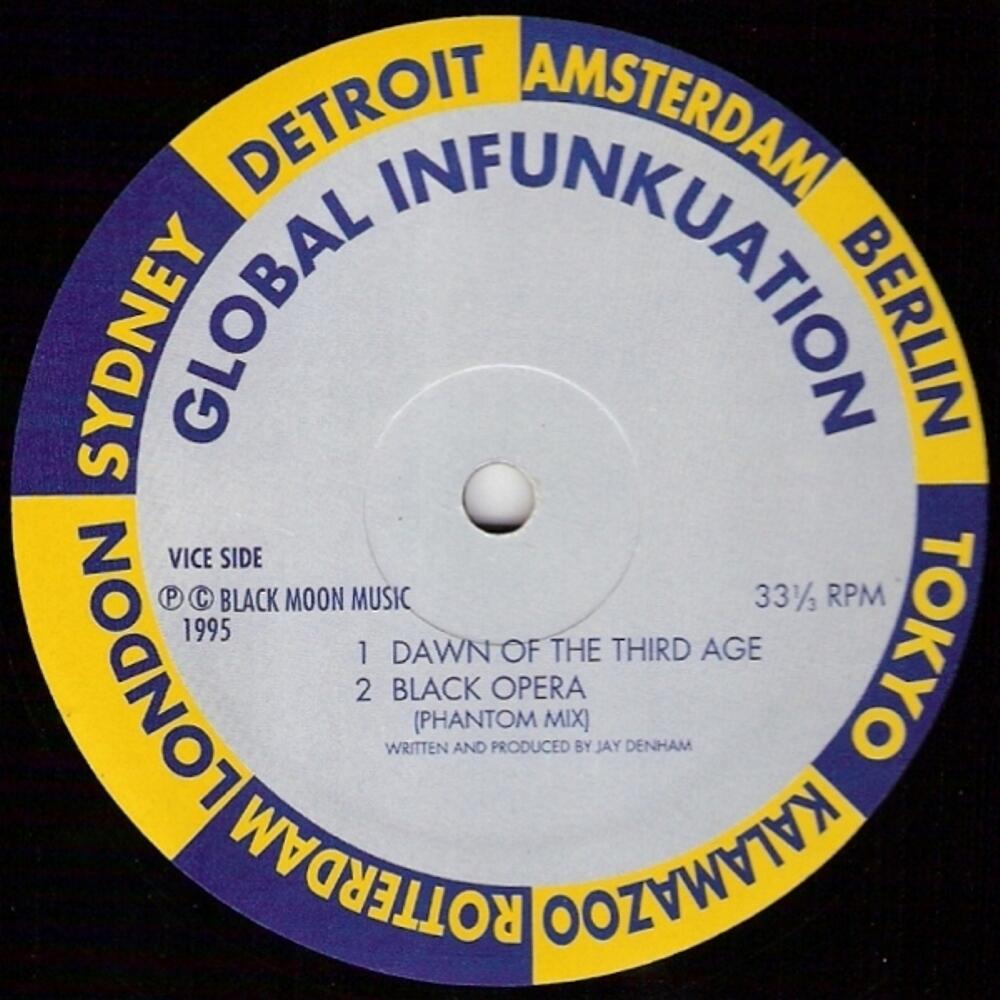 DETROIT
AMSTERDAM
BERLIN
TOKYO
KALAMAZOO
ROTTERDAM
LONDON
SYDNEY
GLOBAL INFUNKUATION
VICE SIDE
℗ © BLACK MOON MUSIC
1995
33⅓ RPM
1 DAWN OF THE THIRD AGE
2 BLACK OPERA
(PHANTOM MIX)
WRITTEN AND PRODUCED BY JAY DENHAM